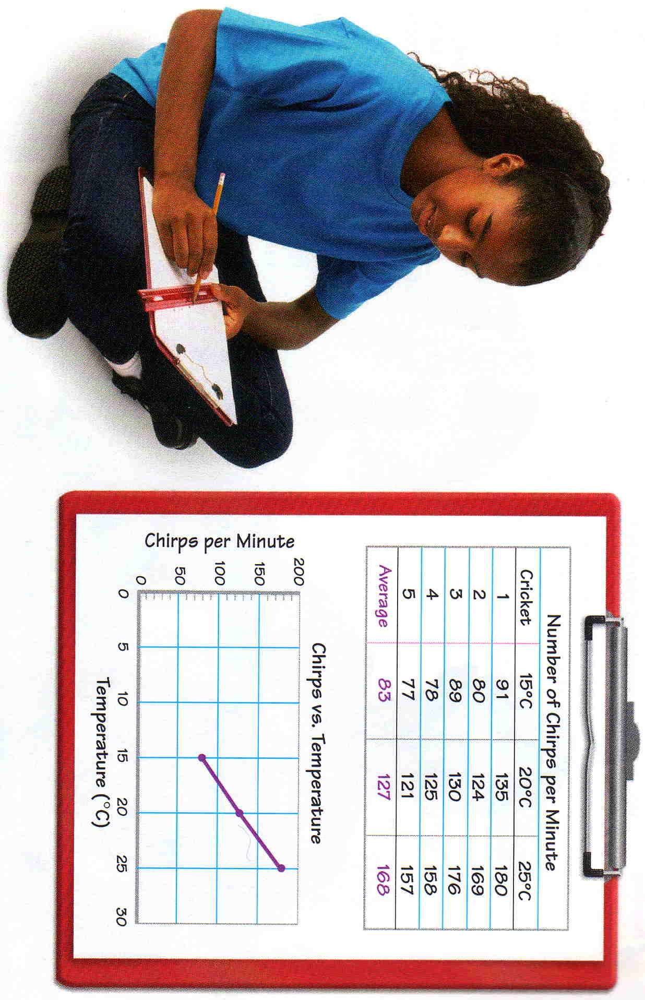 Number of Chirps per Minute
Cricket 15°C 20°C 25°C
1 91 135 180
2 80 124 169
3 89 130 176
4 78 125 158
5 77 121 157
Average 83 127 168
Chirps vs. Temperature
Chirps per Minute
200
150
100
50
0
0 5 10 15 20 25 30
Temperature (°C)